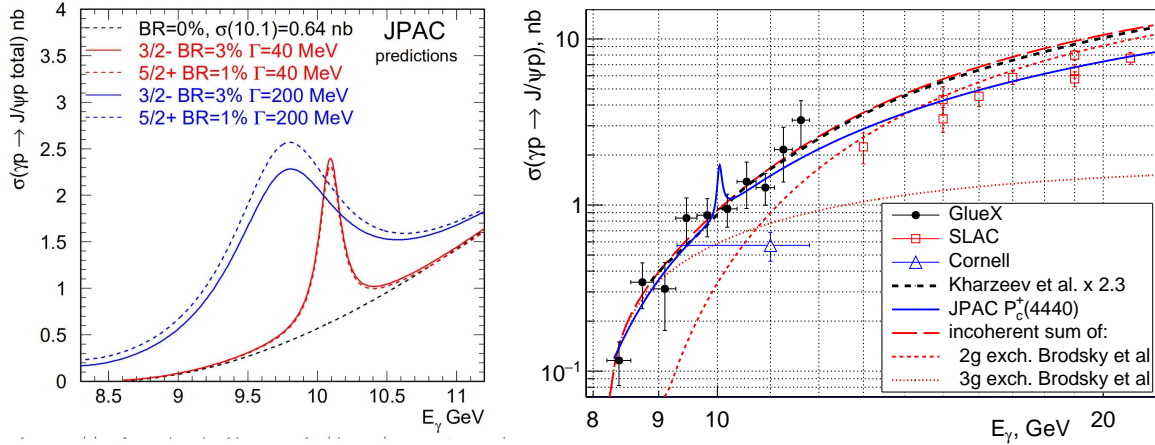 σ(γp → J/ψp total) nb
4
3.5
3
2.5
2
1.5
1
0.5
0
BR=0%, σ(10.1)=0.64 nb
3/2- BR=3% Γ=40 MeV
5/2+ BR=1% Γ=40 MeV
3/2- BR=3% Γ=200 MeV
5/2+ BR=1% Γ=200 MeV
JPAC
predictions
8.5 9 9.5 10 10.5 11
Eγ GeV
σ(γp → J/ψp), nb
10
1
10⁻¹
GlueX
SLAC
Cornell
Kharzeev et al. x 2.3
JPAC P⁺c(4440)
incoherent sum of:
2g exch. Brodsky et al
3g exch. Brodsky et al
8 9 10 20
Eγ, GeV